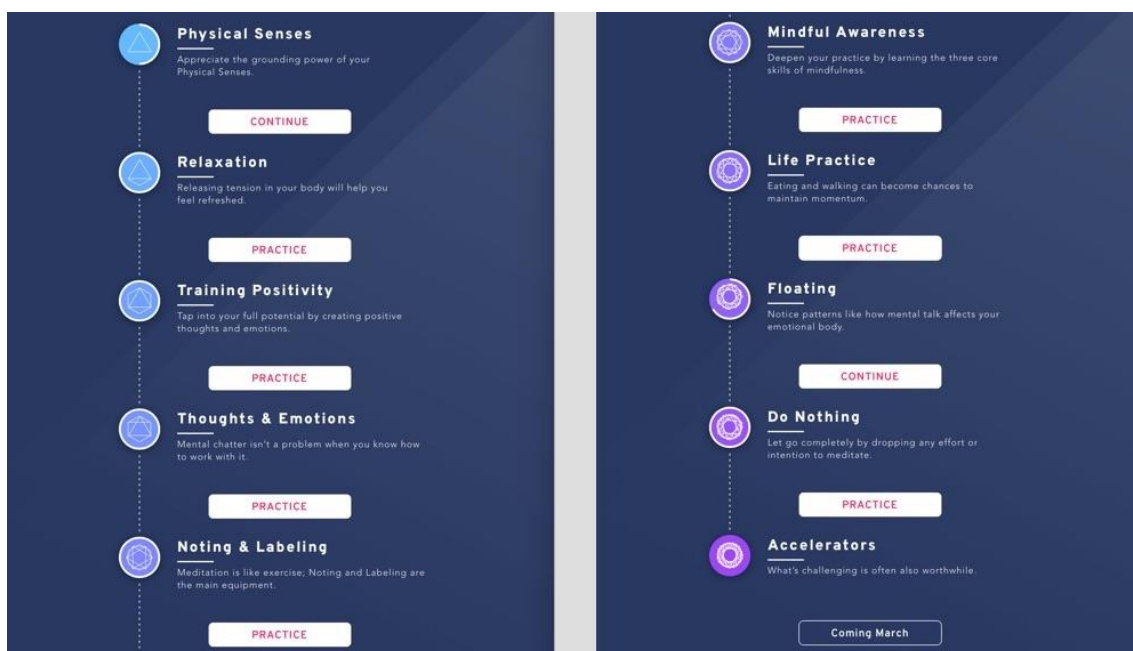 Physical Senses
Appreciate the grounding power of your
Physical Senses.
CONTINUE
Relaxation
Releasing tension in your body will help you
feel refreshed.
PRACTICE
Training Positivity
Tap into your full potential by creating positive
thoughts and emotions.
PRACTICE
Thoughts & Emotions
Mental chatter isn't a problem when you know how
to work with it.
PRACTICE
Noting & Labeling
Meditation is like exercise; Noting and Labeling are
the main equipment.
PRACTICE
Mindful Awareness
Deepen your practice by learning the three core
skills of mindfulness.
PRACTICE
Life Practice
Eating and walking can become chances to
maintain momentum.
PRACTICE
Floating
Notice patterns like how mental talk affects your
emotional body.
CONTINUE
Do Nothing
Let go completely by dropping any effort or
intention to meditate.
PRACTICE
Accelerators
What's challenging is often also worthwhile.
Coming March